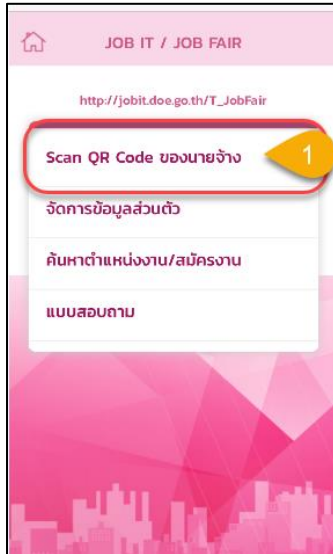 JOB IT / JOB FAIR
http://jobit.doe.go.th/T_JobFair
Scan QR Code ของนายจ้าง
1
จัดการข้อมูลส่วนตัว
ค้นหาตำแหน่งงาน/สมัครงาน
แบบสอบถาม